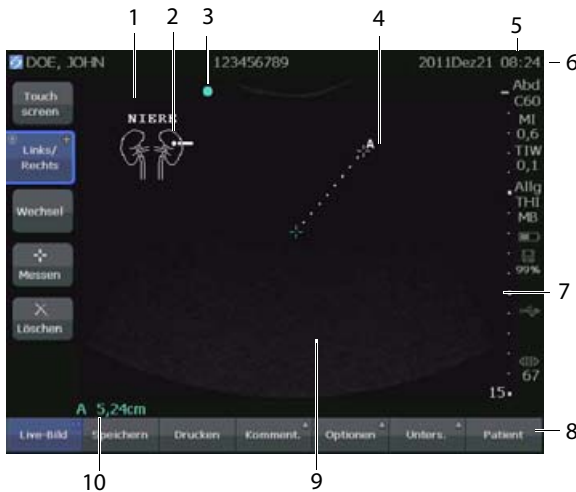 1 2 3 4 5
DOE, JOHN 123456789 2011Dez21 08:24 6
Touch
screen
Links/
Rechts
Wechsel
Messen
Löschen
NIERE
A
Abd
C60
MI
0,6
TIW
0,1
Allg
THI
MB
99%
7
67
15
A 5,24cm
Live-Bild Speichern Drucken Komment. Optionen Unters. Patient 8
10 9